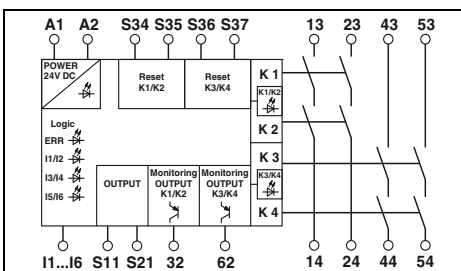 A1 A2 S34 S35 S36 S37 13 23 43 53
POWER
24V DC
Reset
K1/K2
Reset
K3/K4
K 1
K1/K2
K 2
Logic
ERR
I1/I2
I3/I4
I5/I6
OUTPUT
Monitoring
OUTPUT
K1/K2
Monitoring
OUTPUT
K3/K4
K 3
K3/K4
K 4
I1...I6 S11 S21 32 62 14 24 44 54